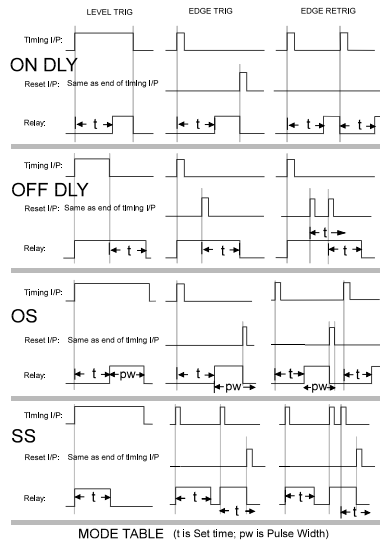 LEVEL TRIG EDGE TRIG EDGE RETRIG
Timing I/P:
ON DLY
Reset I/P: Same as end of timing I/P
Relay: t t t t
Timing I/P:
OFF DLY
Reset I/P: Same as end of timing I/P
t
Relay: t t t
Timing I/P:
OS
Reset I/P: Same as end of timing I/P
Relay: t pw t t t
pw pw
Timing I/P:
SS
Reset I/P: Same as end of timing I/P
Relay: t t t
t t
MODE TABLE (t is Set time; pw is Pulse Width)